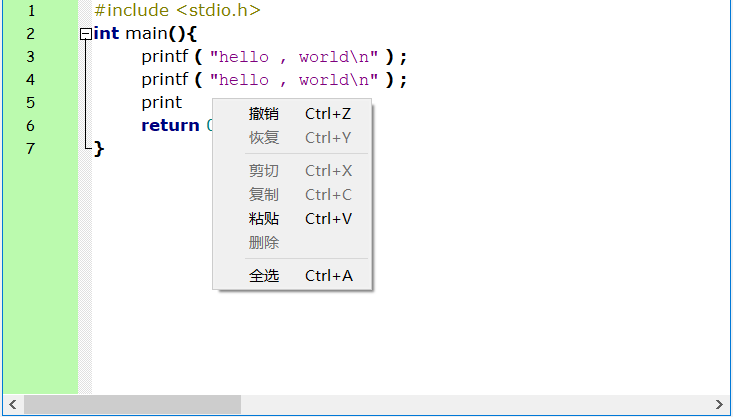 1 #include <stdio.h>
2 int main(){
3 printf ( "hello , world\n" ) ;
4 printf ( "hello , world\n" ) ;
5 print
6 return 0
7 }
撤销 Ctrl+Z
恢复 Ctrl+Y
剪切 Ctrl+X
复制 Ctrl+C
粘贴 Ctrl+V
删除
全选 Ctrl+A